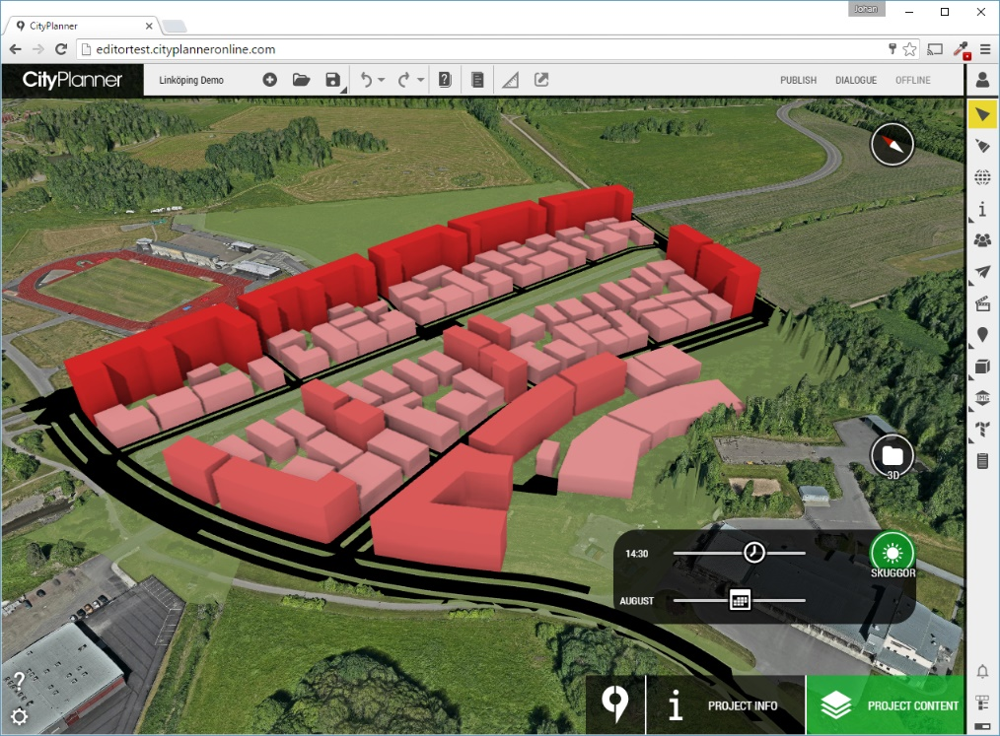 Johan
CityPlanner
editortest.cityplanneronline.com
CityPlanner
Linköping Demo
PUBLISH
DIALOGUE
OFFLINE
IMG
3D
14:30
SKUGGOR
AUGUST
PROJECT INFO
PROJECT CONTENT